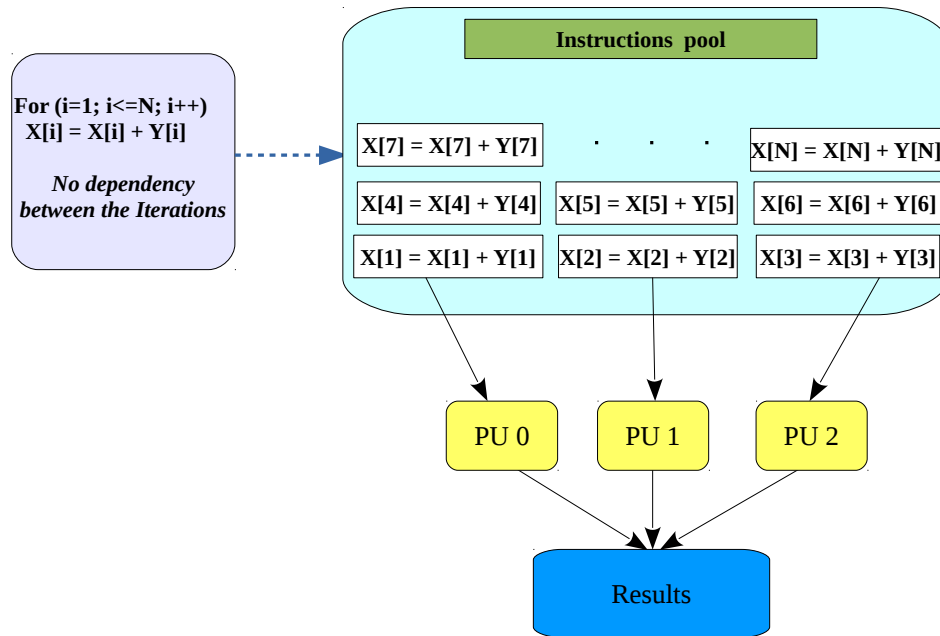 Instructions pool
For (i=1; i<=N; i++)
X[i] = X[i] + Y[i]
No dependency
between the Iterations
X[7] = X[7] + Y[7]
. . .
X[N] = X[N] + Y[N]
X[4] = X[4] + Y[4]
X[5] = X[5] + Y[5]
X[6] = X[6] + Y[6]
X[1] = X[1] + Y[1]
X[2] = X[2] + Y[2]
X[3] = X[3] + Y[3]
PU 0
PU 1
PU 2
Results